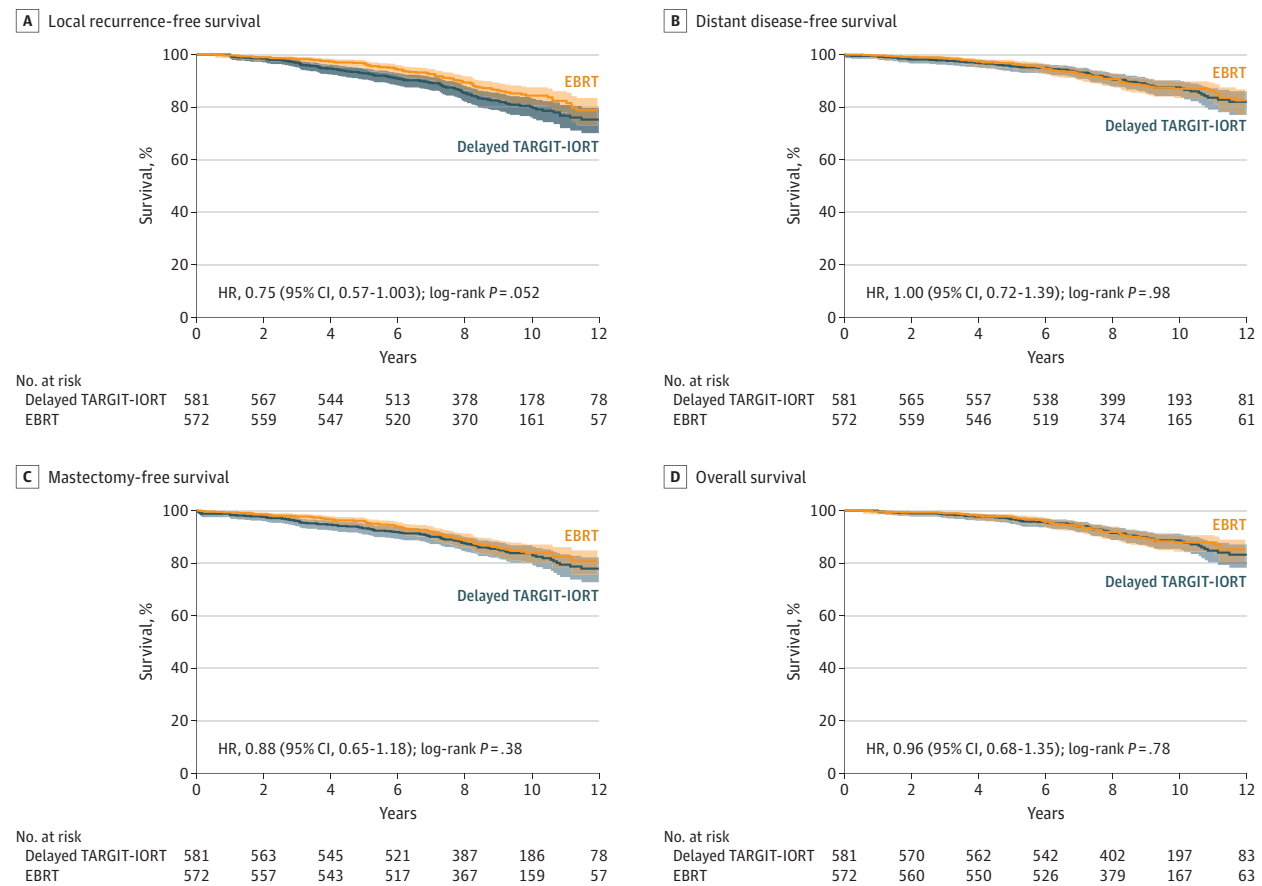 A Local recurrence-free survival
100
80
60
40
20
0
Survival, %
EBRT
Delayed TARGIT-IORT
HR, 0.75 (95% CI, 0.57-1.003); log-rank P = .052
0 2 4 6 8 10 12
Years
No. at risk
Delayed TARGIT-IORT 581 567 544 513 378 178 78
EBRT 572 559 547 520 370 161 57
B Distant disease-free survival
100
80
60
40
20
0
Survival, %
EBRT
Delayed TARGIT-IORT
HR, 1.00 (95% CI, 0.72-1.39); log-rank P = .98
0 2 4 6 8 10 12
Years
No. at risk
Delayed TARGIT-IORT 581 565 557 538 399 193 81
EBRT 572 559 546 519 374 165 61
C Mastectomy-free survival
100
80
60
40
20
0
Survival, %
EBRT
Delayed TARGIT-IORT
HR, 0.88 (95% CI, 0.65-1.18); log-rank P = .38
0 2 4 6 8 10 12
Years
No. at risk
Delayed TARGIT-IORT 581 563 545 521 387 186 78
EBRT 572 557 543 517 367 159 57
D Overall survival
100
80
60
40
20
0
Survival, %
EBRT
Delayed TARGIT-IORT
HR, 0.96 (95% CI, 0.68-1.35); log-rank P = .78
0 2 4 6 8 10 12
Years
No. at risk
Delayed TARGIT-IORT 581 570 562 542 402 197 83
EBRT 572 560 550 526 379 167 63